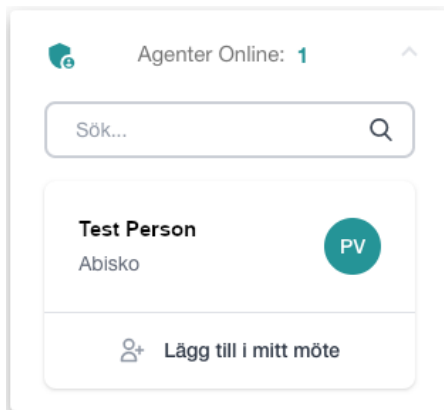 Agenter Online: 1
Sök...
Test Person
PV
Abisko
Lägg till i mitt möte